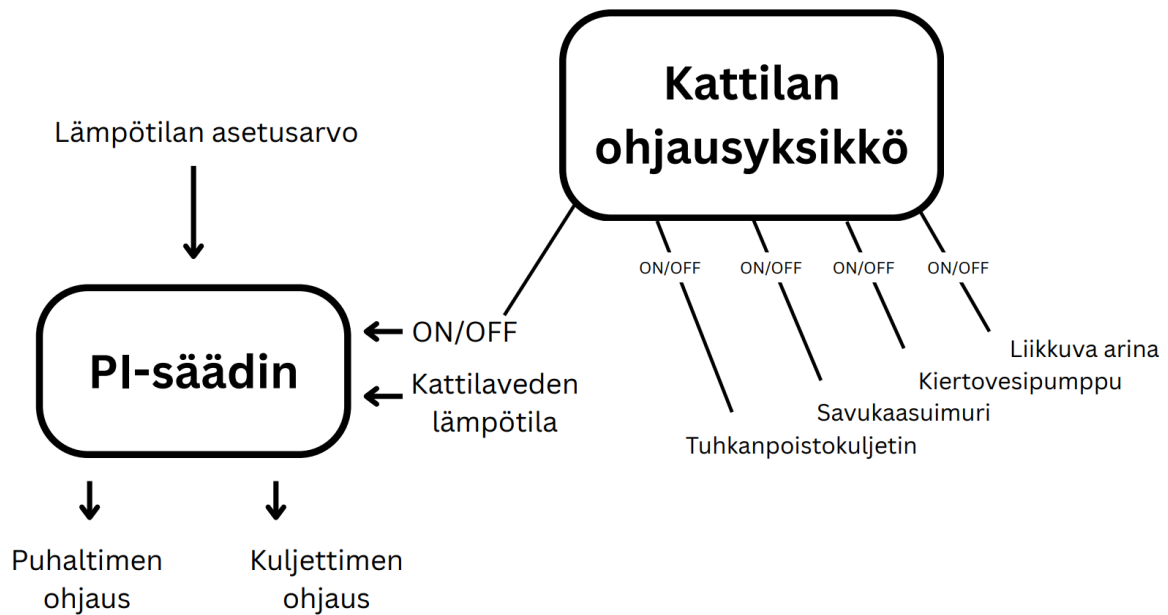 Kattilan
ohjausyksikkö
Lämpötilan asetusarvo
ON/OFF
ON/OFF
ON/OFF
ON/OFF
PI-säädin
ON/OFF
Kattilaveden
lämpötila
Liikkuva arina
Kiertovesipumppu
Savukaasuimuri
Tuhkanpoistokuljetin
Puhaltimen
ohjaus
Kuljettimen
ohjaus